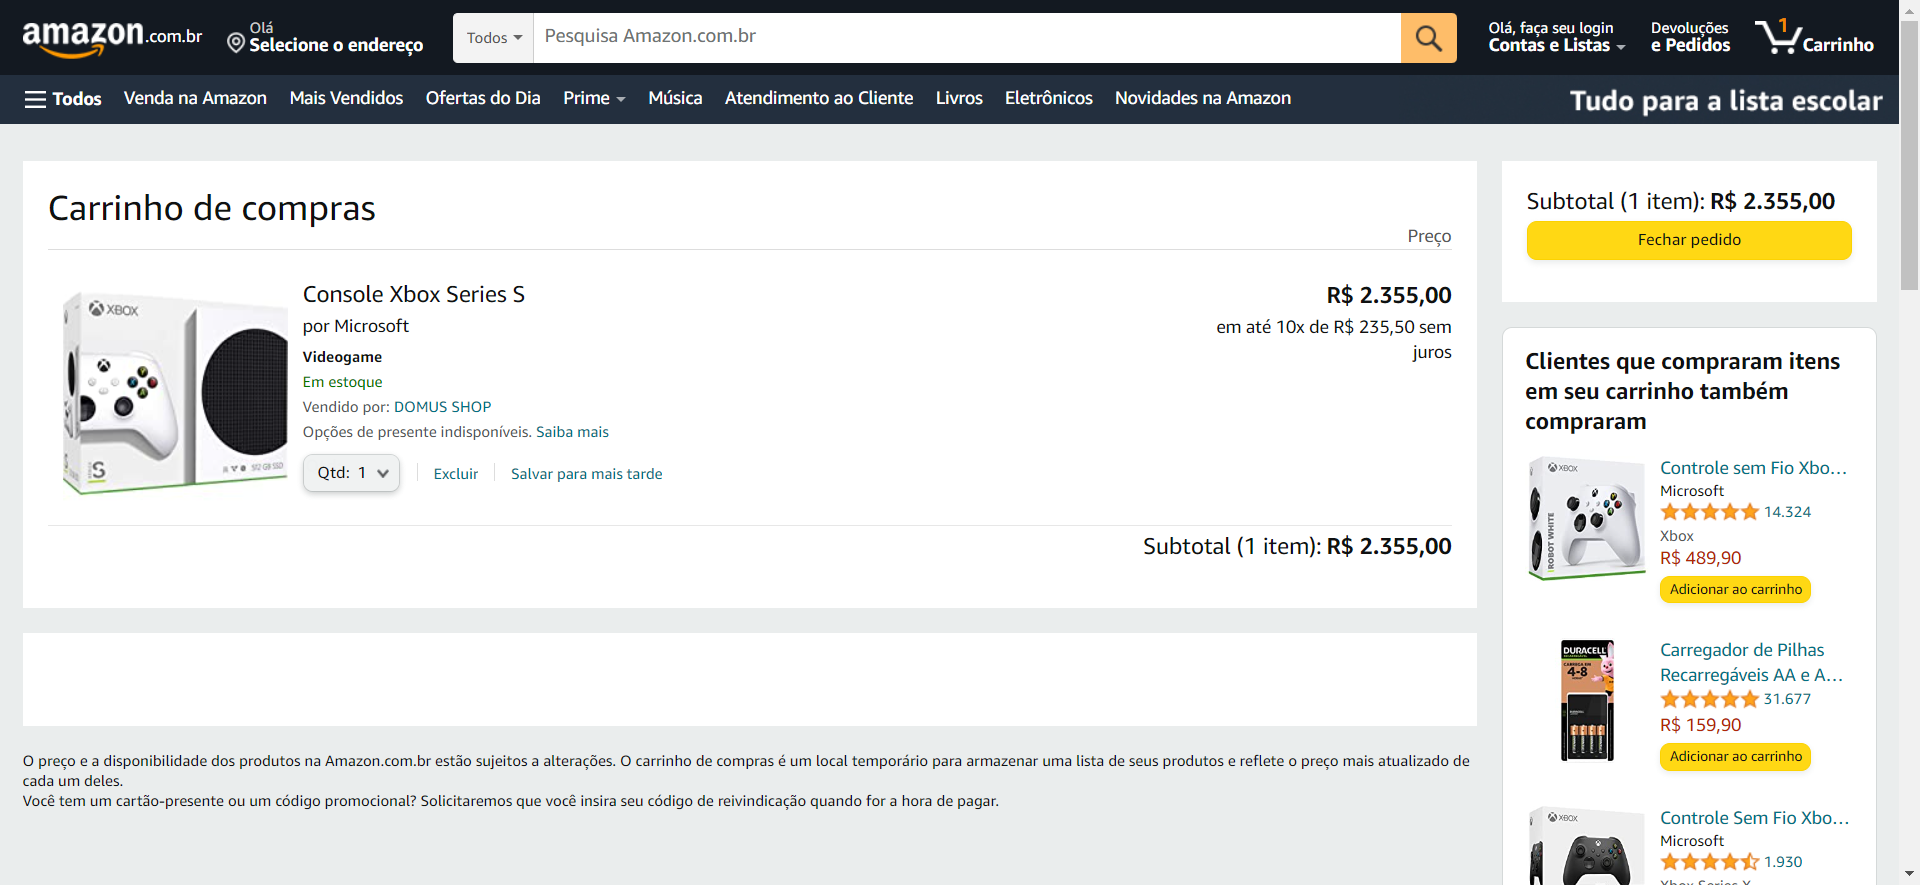 amazon.com.br
Olá
Selecione o endereço
Todos
Pesquisa Amazon.com.br
Olá, faça seu login
Contas e Listas
Devoluções
e Pedidos
1
Carrinho
Todos
Venda na Amazon
Mais Vendidos
Ofertas do Dia
Prime
Música
Atendimento ao Cliente
Livros
Eletrônicos
Novidades na Amazon
Tudo para a lista escolar
Carrinho de compras
Preço
XBOX
S
512 GB SSD
Console Xbox Series S
por Microsoft
Videogame
Em estoque
Vendido por: DOMUS SHOP
Opções de presente indisponíveis. Saiba mais
Qtd: 1
Excluir
Salvar para mais tarde
R$ 2.355,00
em até 10x de R$ 235,50 sem
juros
Subtotal (1 item): R$ 2.355,00
O preço e a disponibilidade dos produtos na Amazon.com.br estão sujeitos a alterações. O carrinho de compras é um local temporário para armazenar uma lista de seus produtos e reflete o preço mais atualizado de
cada um deles.
Você tem um cartão-presente ou um código promocional? Solicitaremos que você insira seu código de reivindicação quando for a hora de pagar.
Subtotal (1 item): R$ 2.355,00
Fechar pedido
Clientes que compraram itens
em seu carrinho também
compraram
XBOX
ROBOT WHITE
Controle sem Fio Xbo…
Microsoft
14.324
Xbox
R$ 489,90
Adicionar ao carrinho
DURACELL
4-8
Carregador de Pilhas
Recarregáveis AA e A…
31.677
R$ 159,90
Adicionar ao carrinho
XBOX
Controle Sem Fio Xbo…
Microsoft
1.930
Xbox Series X